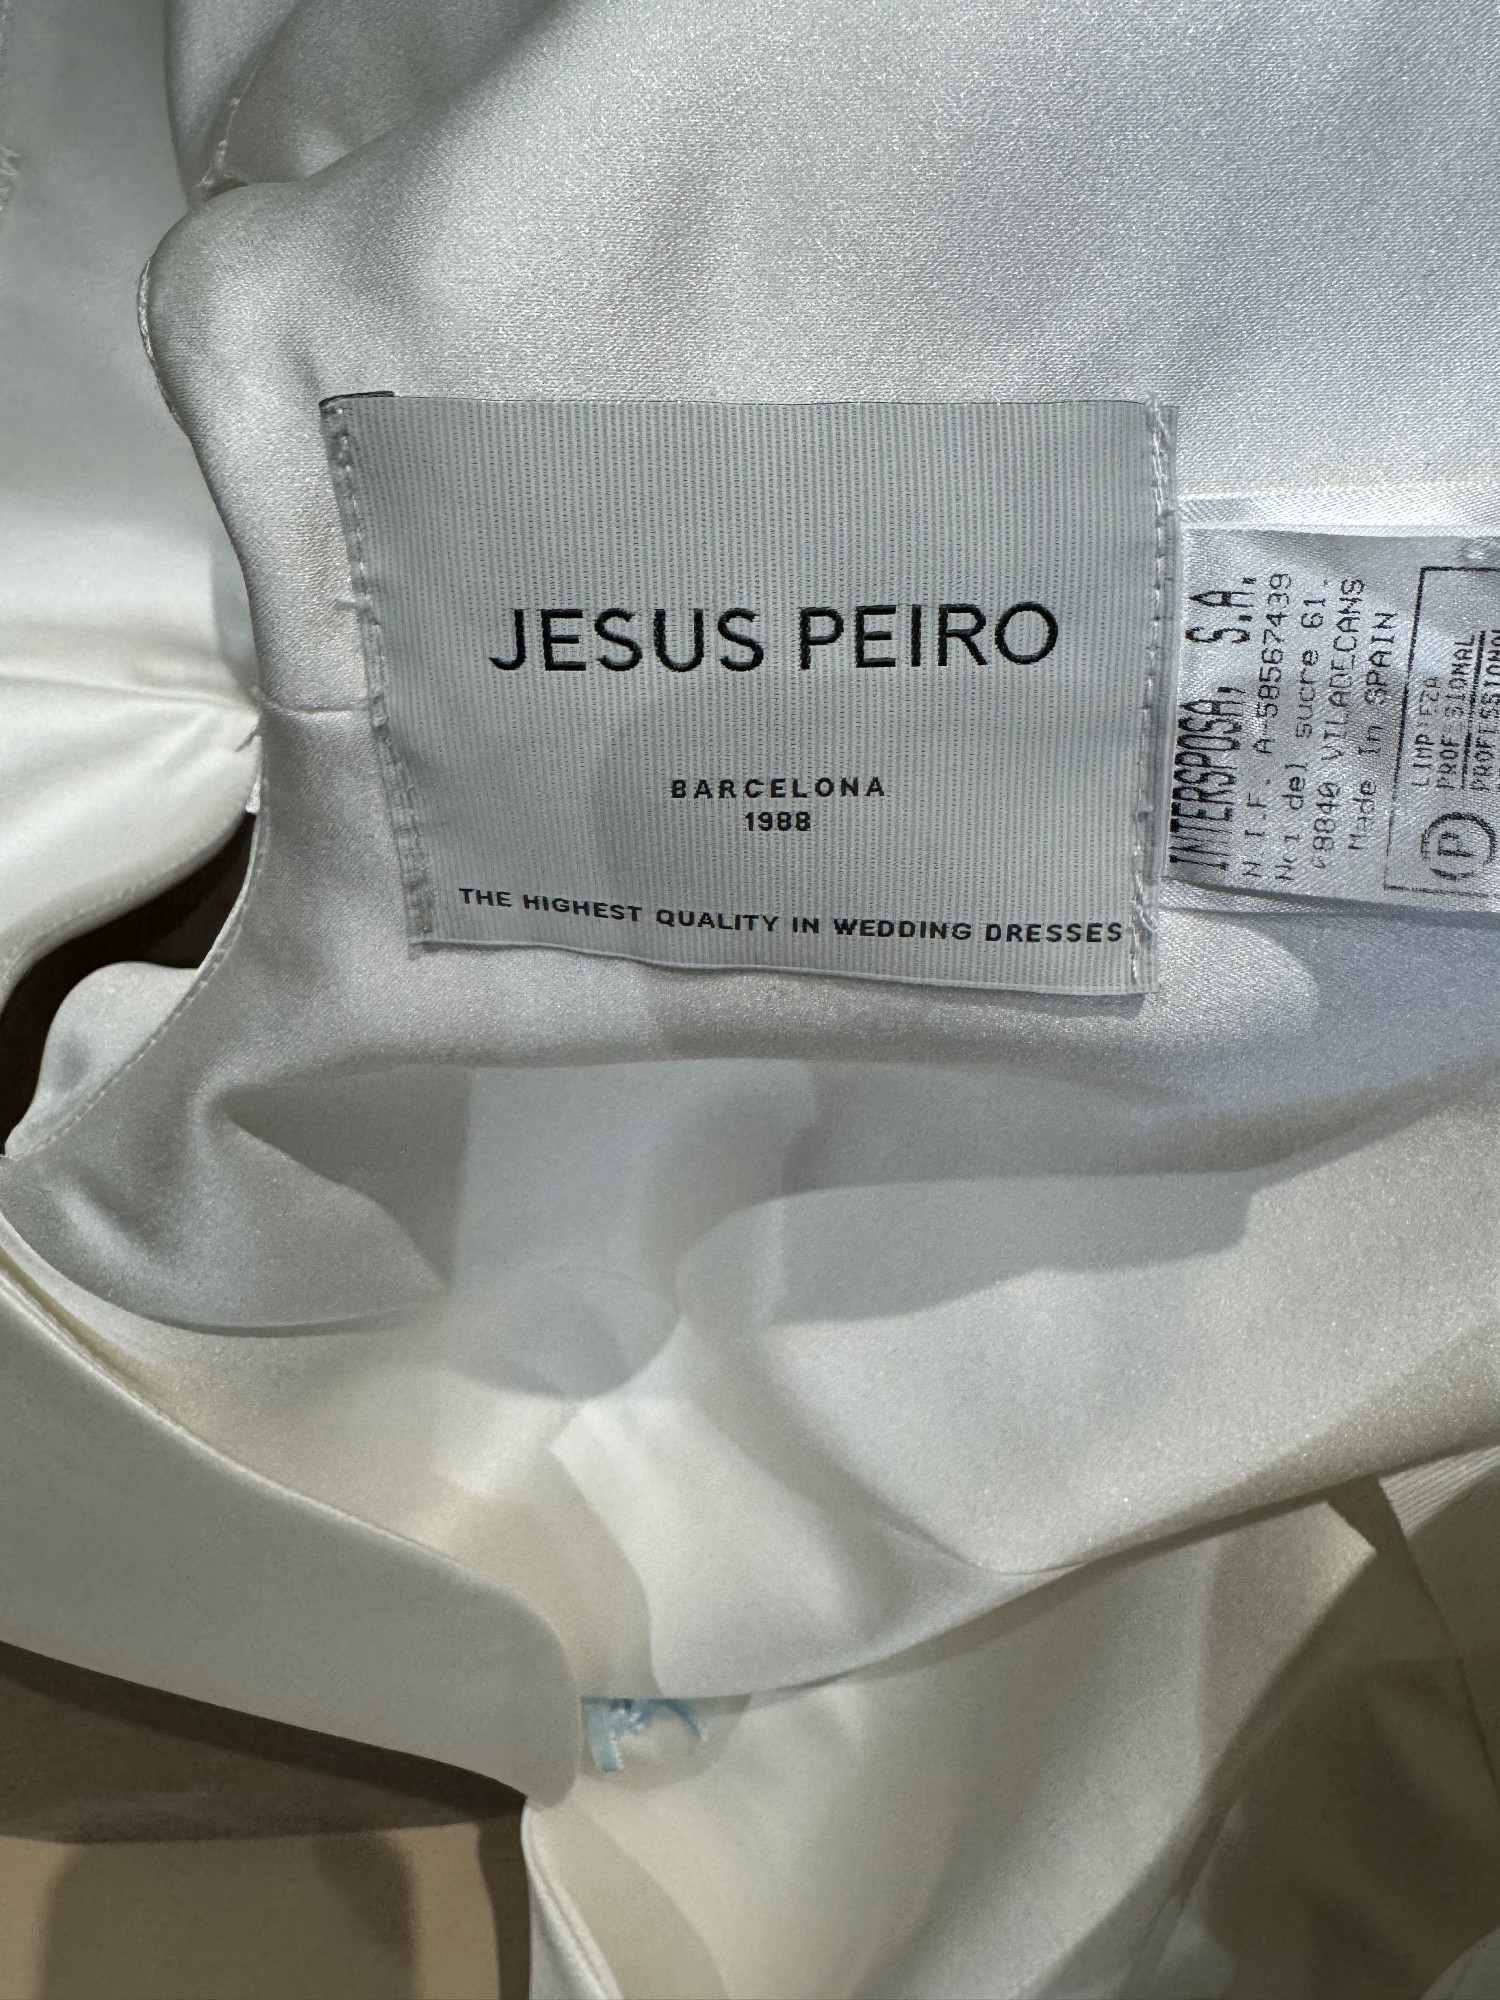 JESUS PEIRO
BARCELONA
1988
THE HIGHEST QUALITY IN WEDDING DRESSES
INTERSPOSA, S.A.
N.I.F. A-58567439
del sucre 61.
VILADECANS
Made In SPAIN
LIMPIEZA
PROFESIONAL
PROFESSIONAL
P